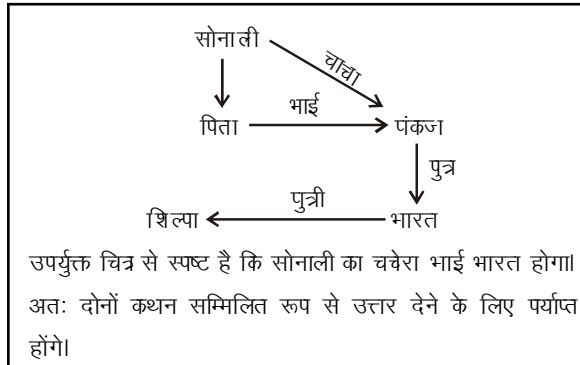 सोनाली
चाचा
पिता भाई पंकज
पुत्र
शिल्पा पुत्री भारत
उपर्युक्त चित्र से स्पष्ट है कि सोनाली का चचेरा भाई भारत होगा।
अतः दोनों कथन सम्मिलित रूप से उत्तर देने के लिए पर्याप्त
होंगे।